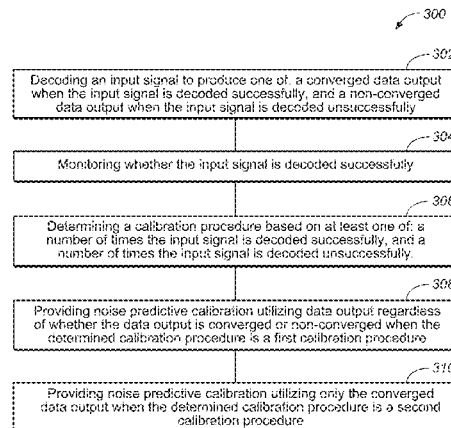 300
302
Decoding an input signal to produce one of: a converged data output
when the input signal is decoded successfully, and a non-converged
data output when the input signal is decoded unsuccessfully
304
Monitoring whether the input signal is decoded successfully
306
Determining a calibration procedure based on at least one of: a
number of times the input signal is decoded successfully, and a
number of times the input signal is decoded unsuccessfully.
308
Providing noise predictive calibration utilizing data output regardless
of whether the data output is converged or non-converged when the
determined calibration procedure is a first calibration procedure
310
Providing noise predictive calibration utilizing only the converged
data output when the determined calibration procedure is a second
calibration procedure